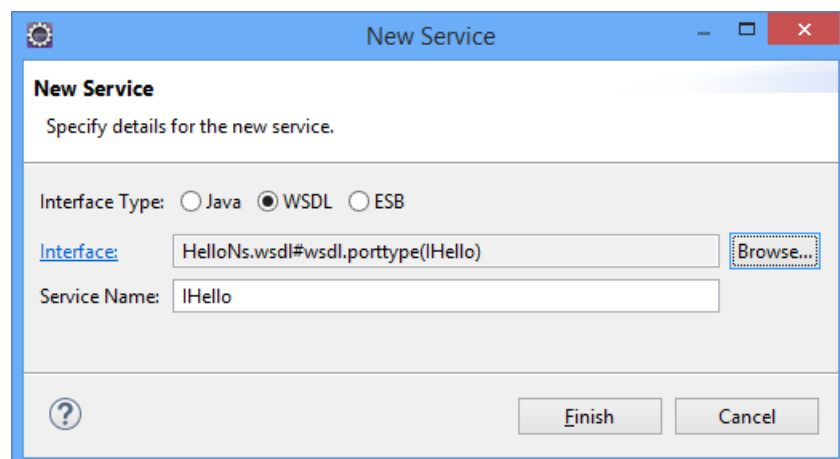 New Service
New Service
Specify details for the new service.
Interface Type: Java WSDL ESB
Interface: HelloNs.wsdl#wsdl.porttype(IHello) Browse...
Service Name: IHello
Finish Cancel